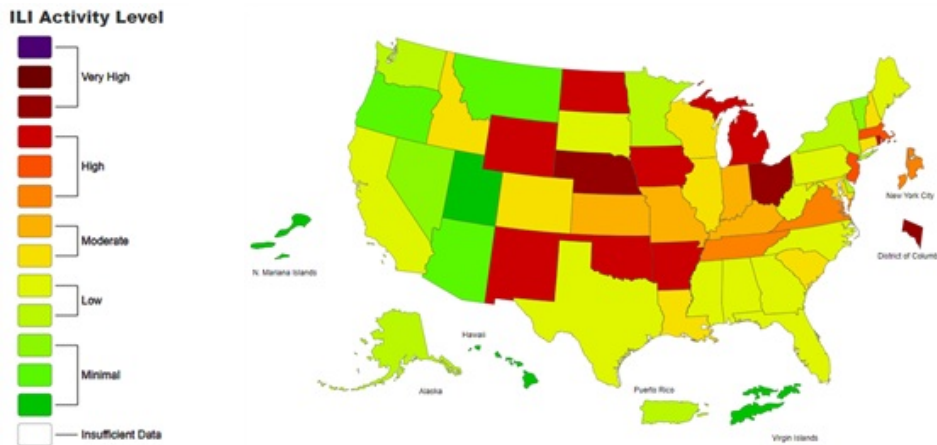 ILI Activity Level
Very High
High
Moderate
Low
Minimal
Insufficient Data
New York City
District of Columb
N. Mariana Islands
Hawaii
Alaska
Puerto Rico
Virgin Islands